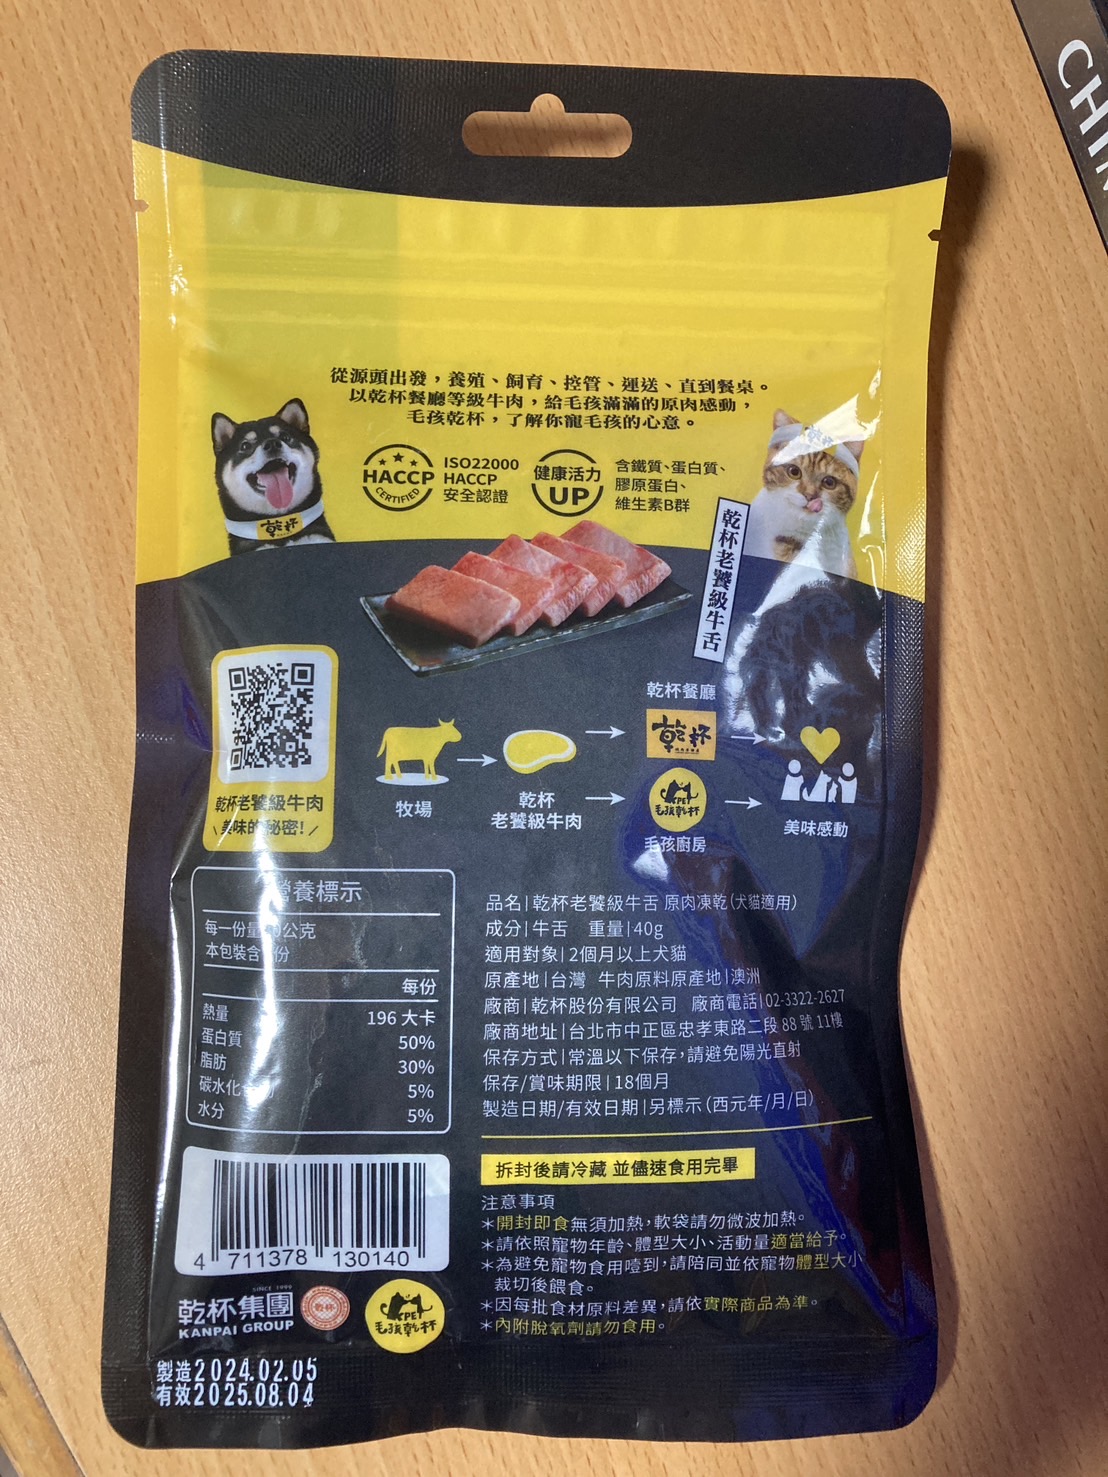 CHIN
從源頭出發，養殖、飼育、控管、運送、直到餐桌。
以乾杯餐廳等級牛肉，給毛孩滿滿的原肉感動，
毛孩乾杯，了解你寵毛孩的心意。
HACCP
CERTIFIED
ISO22000
HACCP
安全認證
健康活力
UP
含鐵質、蛋白質、
膠原蛋白、
維生素B群
乾杯
乾杯老饕級牛舌
乾杯老饕級牛肉
美味的秘密!
牧場
乾杯
老饕級牛肉
乾杯餐廳
乾杯
PET
毛孩乾杯
毛孩廚房
美味感動
營養標示
每一份量 公克
本包裝含 份
每份
熱量 196 大卡
蛋白質 50%
脂肪 30%
碳水化 5%
水分 5%
品名|乾杯老饕級牛舌 原肉凍乾(犬貓適用)
成分|牛舌 重量|40g
適用對象|2個月以上犬貓
原產地|台灣 牛肉原料原產地|澳洲
廠商|乾杯股份有限公司 廠商電話|02-3322-2627
廠商地址|台北市中正區忠孝東路二段 88 號 11樓
保存方式|常溫以下保存，請避免陽光直射
保存/賞味期限|18個月
製造日期/有效日期|另標示(西元年/月/日)
拆封後請冷藏 並儘速食用完畢
注意事項
＊開封即食無須加熱，軟袋請勿微波加熱。
＊請依照寵物年齡、體型大小、活動量適當給予。
＊為避免寵物食用噎到，請陪同並依寵物體型大小
裁切後餵食。
＊因每批食材原料差異，請依實際商品為準。
＊內附脫氧劑請勿食用。
4 711378 130140
SINCE 1999
乾杯集團
KANPAI GROUP
乾杯
PET
毛孩乾杯
製造2024.02.05
有效2025.08.04